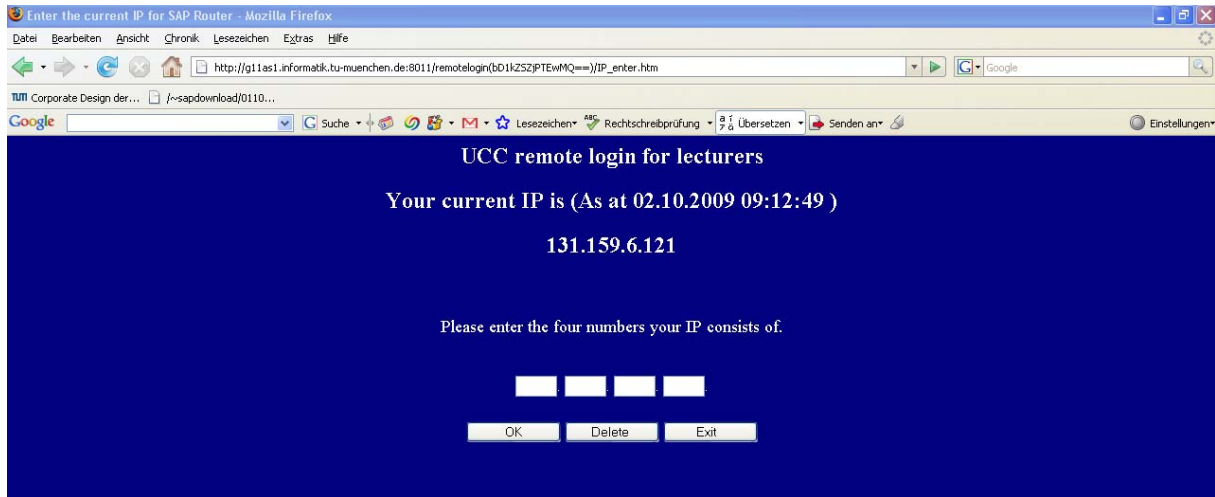 Enter the current IP for SAP Router - Mozilla Firefox
Datei Bearbeiten Ansicht Chronik Lesezeichen Extras Hilfe
http://g11as1.informatik.tu-muenchen.de:8011/remotelogin(bD1kZSZjPTEwMQ==)/IP_enter.htm G Google
TUM Corporate Design der... /~sapdownload/0110...
Google G Suche Lesezeichen ABC Rechtschreibprüfung Übersetzen Senden an Einstellungen
UCC remote login for lecturers
Your current IP is (As at 02.10.2009 09:12:49 )
131.159.6.121
Please enter the four numbers your IP consists of.
. . . .
OK Delete Exit